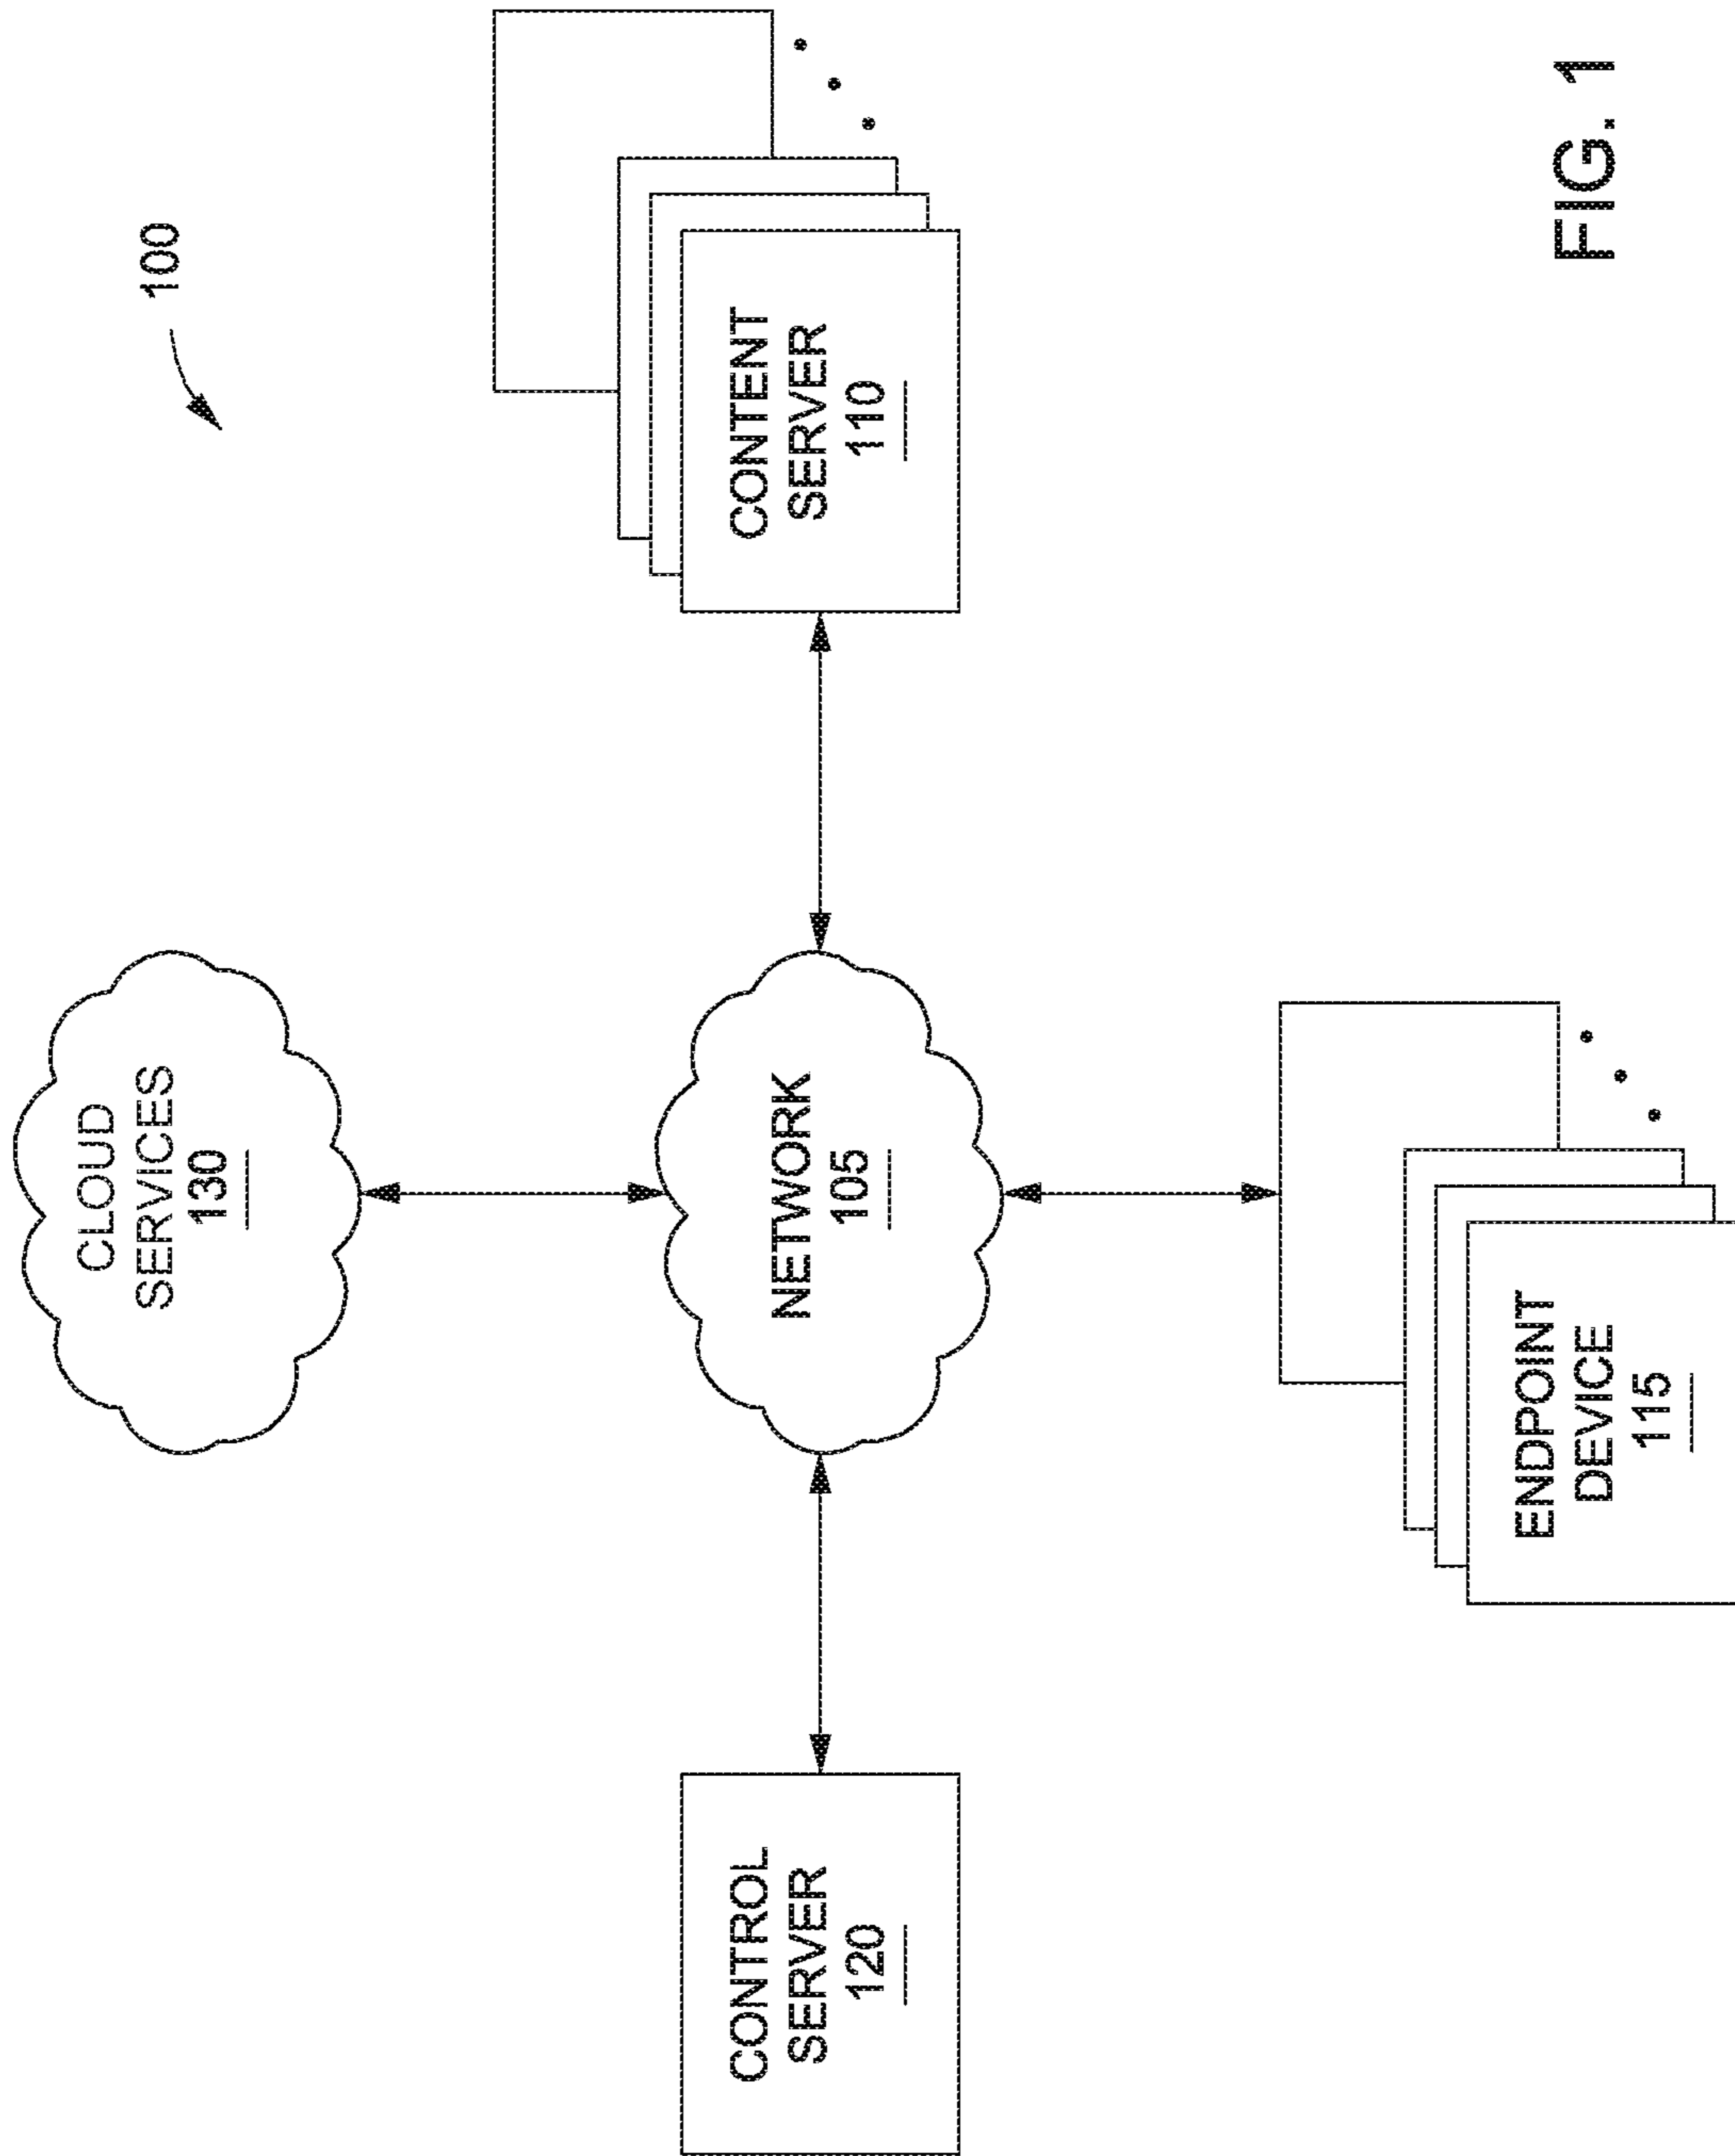 100
CLOUD
SERVICES
130
CONTROL
SERVER
120
NETWORK
105
CONTENT
SERVER
110
ENDPOINT
DEVICE
115
FIG. 1